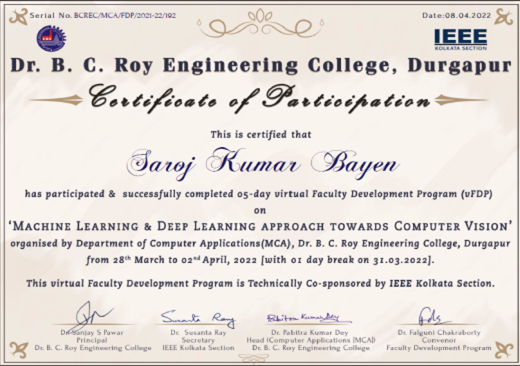 Serial No. BCREC/MCA/FDP/2021-22/192
Date:08.04.2022
IEEE
KOLKATA SECTION
Dr. B. C. Roy Engineering College, Durgapur
Certificate of Participation
This is certified that
Saroj Kumar Bayen
has participated & successfully completed 05-day virtual Faculty Development Program (vFDP)
on
'Machine Learning & Deep Learning approach towards Computer Vision'
organised by Department of Computer Applications(MCA), Dr. B. C. Roy Engineering College, Durgapur
from 28th March to 02nd April, 2022 [with 01 day break on 31.03.2022].
This virtual Faculty Development Program is Technically Co-sponsored by IEEE Kolkata Section.
Susanta Ray
Pabitra Kumar Dey
Dr. Sanjay S Pawar
Principal
Dr. B. C. Roy Engineering College
Dr. Susanta Ray
Secretary
IEEE Kolkata Section
Dr. Pabitra Kumar Dey
Head (Computer Applications [MCA])
Dr. B. C. Roy Engineering College
Dr. Falguni Chakraborty
Convenor
Faculty Development Program